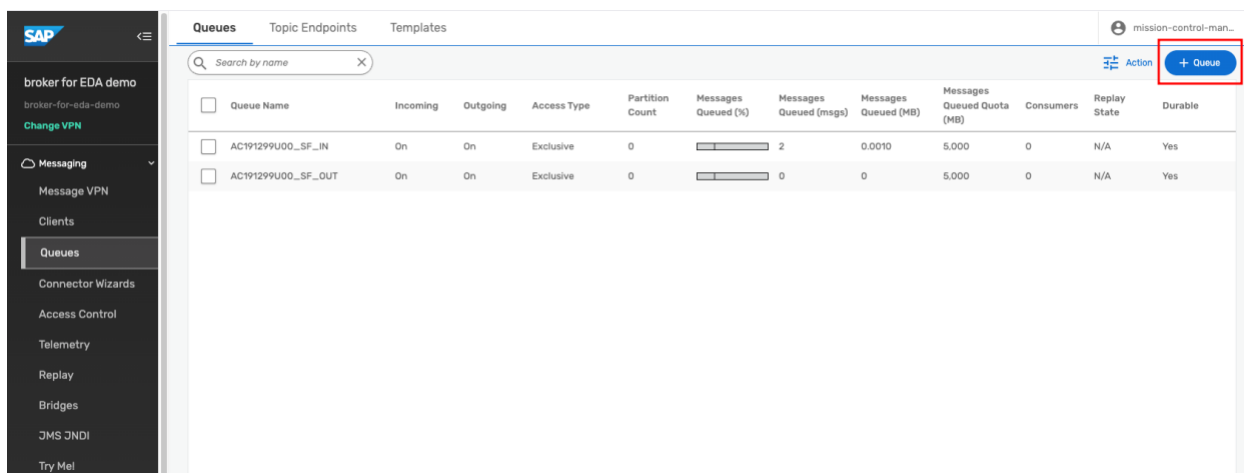 SAP
broker for EDA demo
broker-for-eda-demo
Change VPN
Messaging
Message VPN
Clients
Queues
Connector Wizards
Access Control
Telemetry
Replay
Bridges
JMS JNDI
Try Me!
Queues Topic Endpoints Templates
mission-control-man...
Search by name
Action
+ Queue
Queue Name Incoming Outgoing Access Type Partition Count Messages Queued (%) Messages Queued (msgs) Messages Queued (MB) Messages Queued Quota (MB) Consumers Replay State Durable
AC191299U00_SF_IN On On Exclusive 0 2 0.0010 5,000 0 N/A Yes
AC191299U00_SF_OUT On On Exclusive 0 0 0 5,000 0 N/A Yes